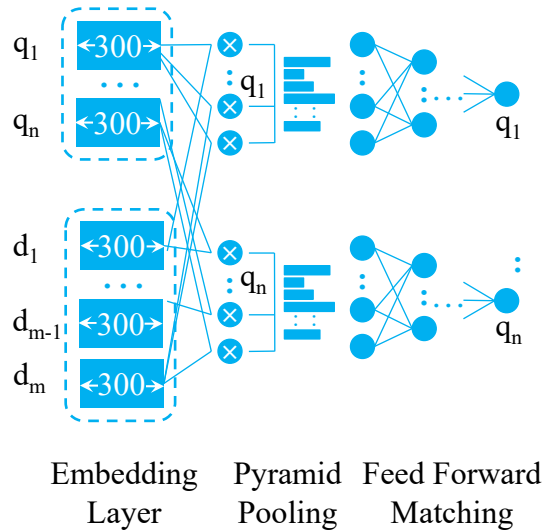 q1 300
qn 300
q1
q1
d1 300
dm-1 300
dm 300
qn
qn
Embedding Layer
Pyramid Pooling
Feed Forward Matching